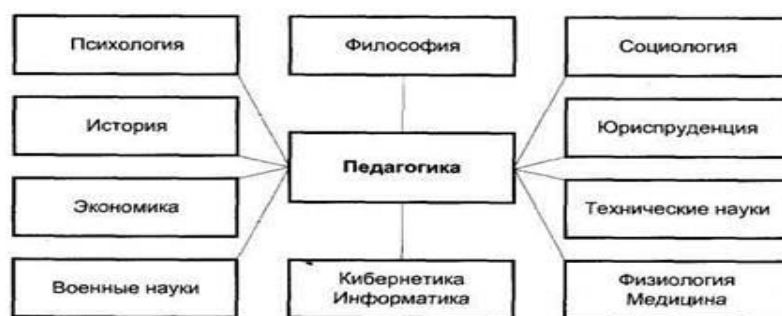 Психология
Философия
Социология
История
Юриспруденция
Педагогика
Экономика
Технические науки
Военные науки
Кибернетика
Информатика
Физиология
Медицина